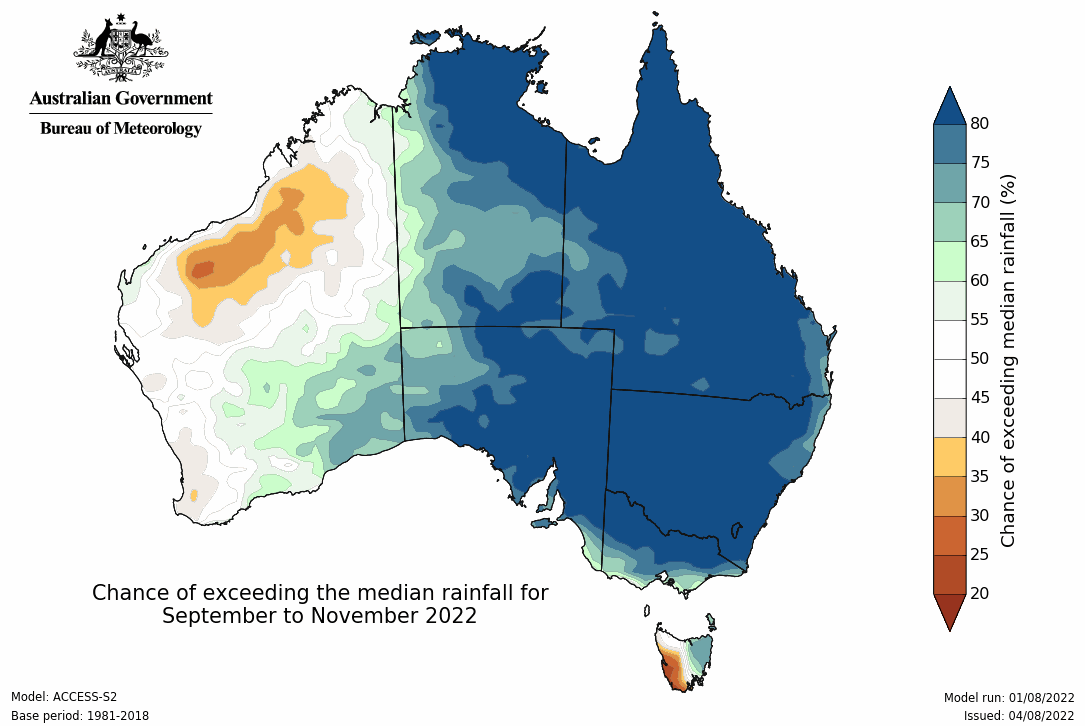 Australian Government
Bureau of Meteorology
80
75
70
65
60
55
50
45
40
35
30
25
20
Chance of exceeding median rainfall (%)
Chance of exceeding the median rainfall for
September to November 2022
Model: ACCESS-S2
Base period: 1981-2018
Model run: 01/08/2022
Issued: 04/08/2022